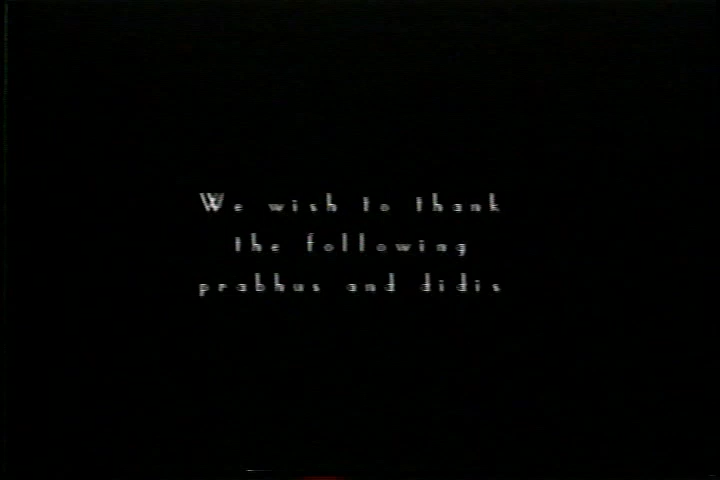 We wish to thank
the following
prabhus and didis